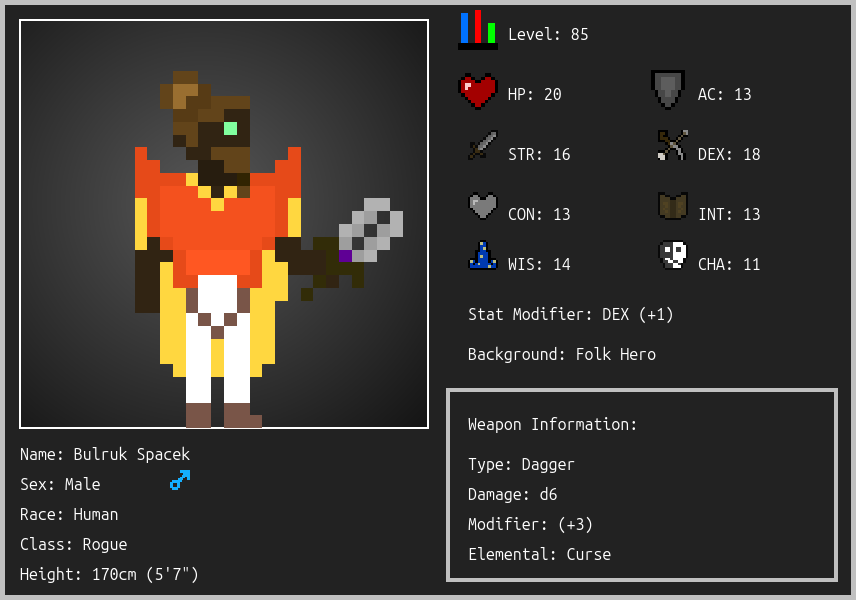 Level: 85
HP: 20
AC: 13
STR: 16
DEX: 18
CON: 13
INT: 13
WIS: 14
CHA: 11
Stat Modifier: DEX (+1)
Background: Folk Hero
Weapon Information:
Type: Dagger
Damage: d6
Modifier: (+3)
Elemental: Curse
Name: Bulruk Spacek
Sex: Male
Race: Human
Class: Rogue
Height: 170cm (5'7")